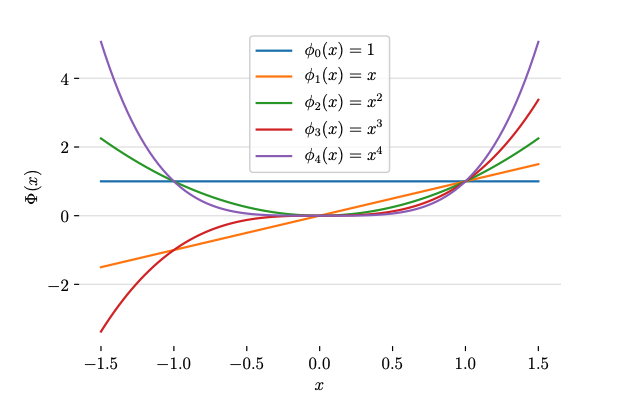 ϕ₀(x) = 1
ϕ₁(x) = x
ϕ₂(x) = x²
ϕ₃(x) = x³
ϕ₄(x) = x⁴
4
2
0
−2
Φ(x)
−1.5 −1.0 −0.5 0.0 0.5 1.0 1.5
x